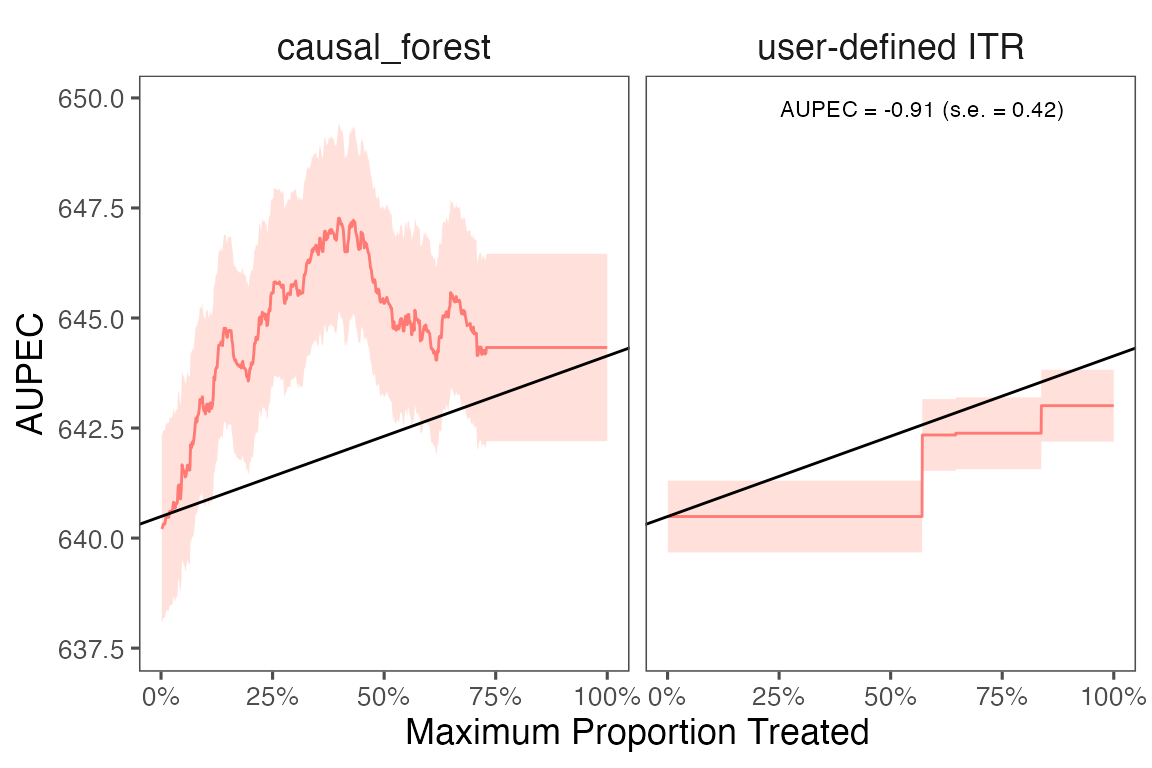 causal_forest
user-defined ITR
AUPEC = -0.91 (s.e. = 0.42)
AUPEC
650.0
647.5
645.0
642.5
640.0
637.5
0% 25% 50% 75% 100%
0% 25% 50% 75% 100%
Maximum Proportion Treated